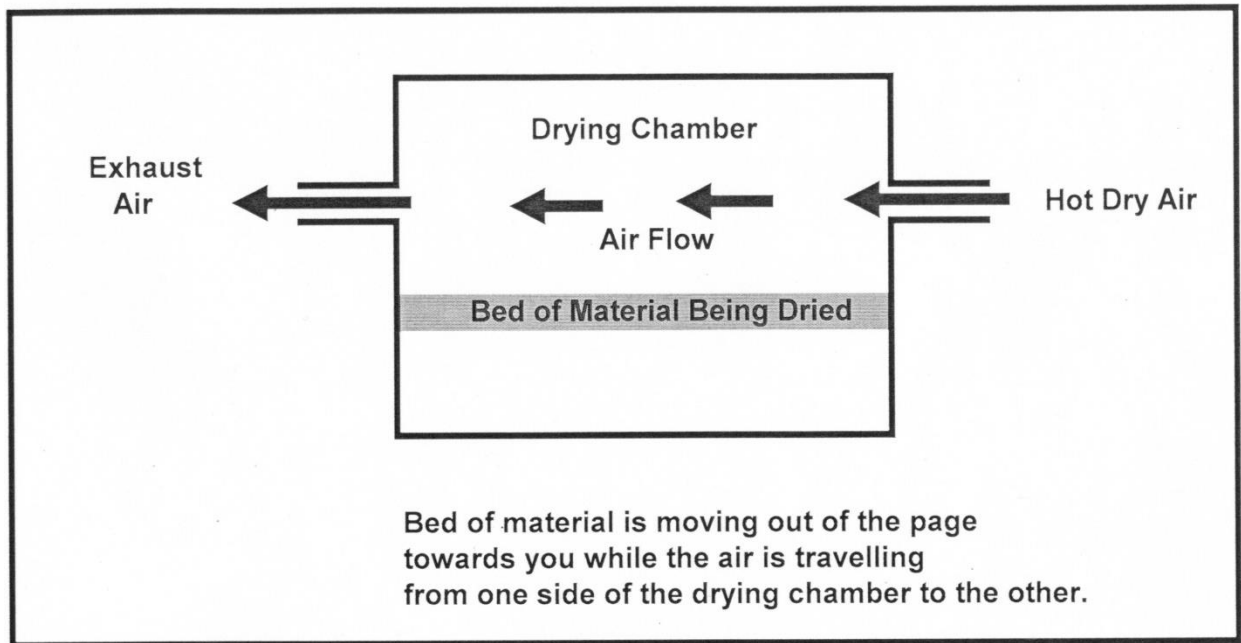 Drying Chamber
Exhaust
Air
Hot Dry Air
Air Flow
Bed of Material Being Dried
Bed of material is moving out of the page
towards you while the air is travelling
from one side of the drying chamber to the other.